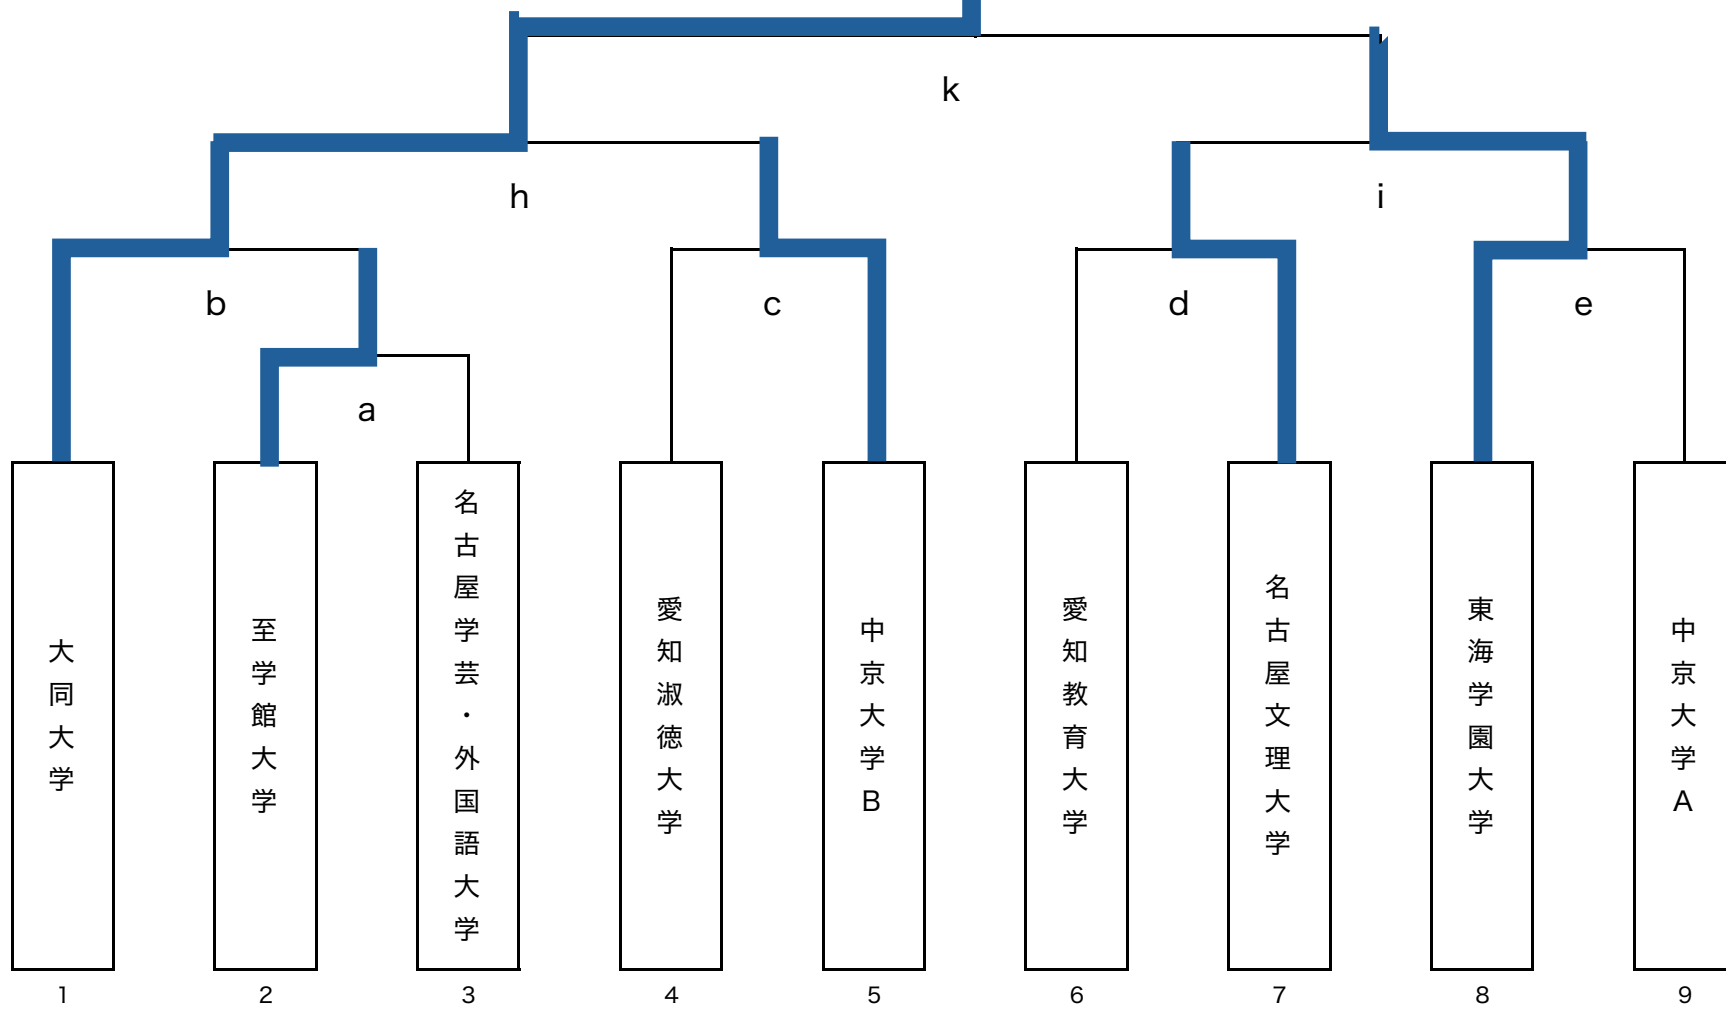 k
h
i
b
c
d
e
a
大同大学
至学館大学
名古屋学芸・外国語大学
愛知淑徳大学
中京大学B
愛知教育大学
名古屋文理大学
東海学園大学
中京大学A
1
2
3
4
5
6
7
8
9